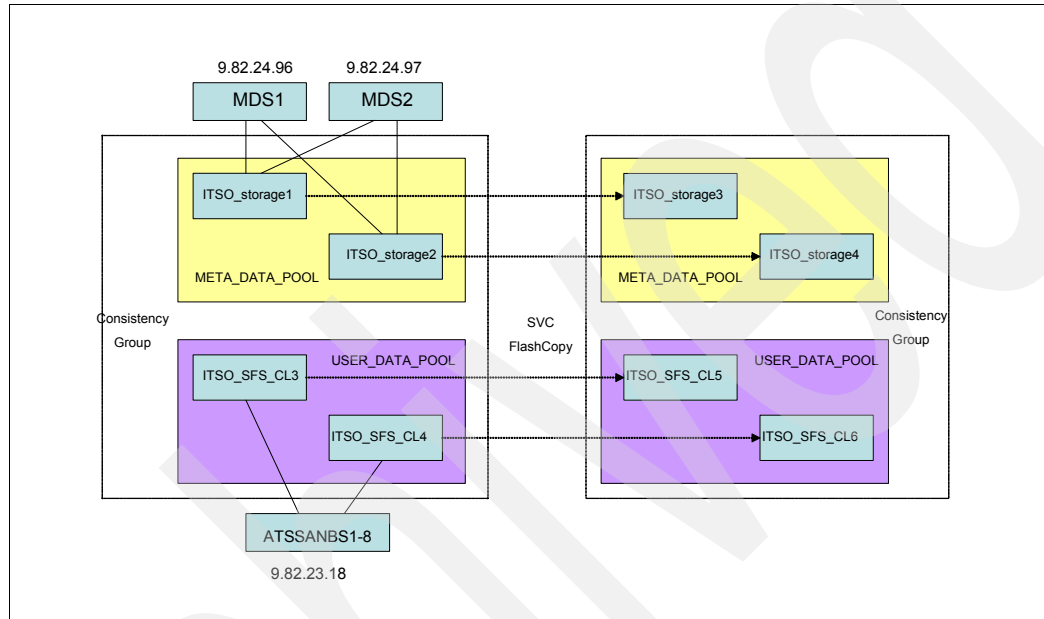 9.82.24.96
9.82.24.97
MDS1
MDS2
ITSO_storage1
ITSO_storage2
META_DATA_POOL
ITSO_storage3
ITSO_storage4
META_DATA_POOL
Consistency
Group
SVC
FlashCopy
Consistency
Group
ITSO_SFS_CL3
USER_DATA_POOL
ITSO_SFS_CL4
ITSO_SFS_CL5
USER_DATA_POOL
ITSO_SFS_CL6
ATSSANBS1-8
9.82.23.18